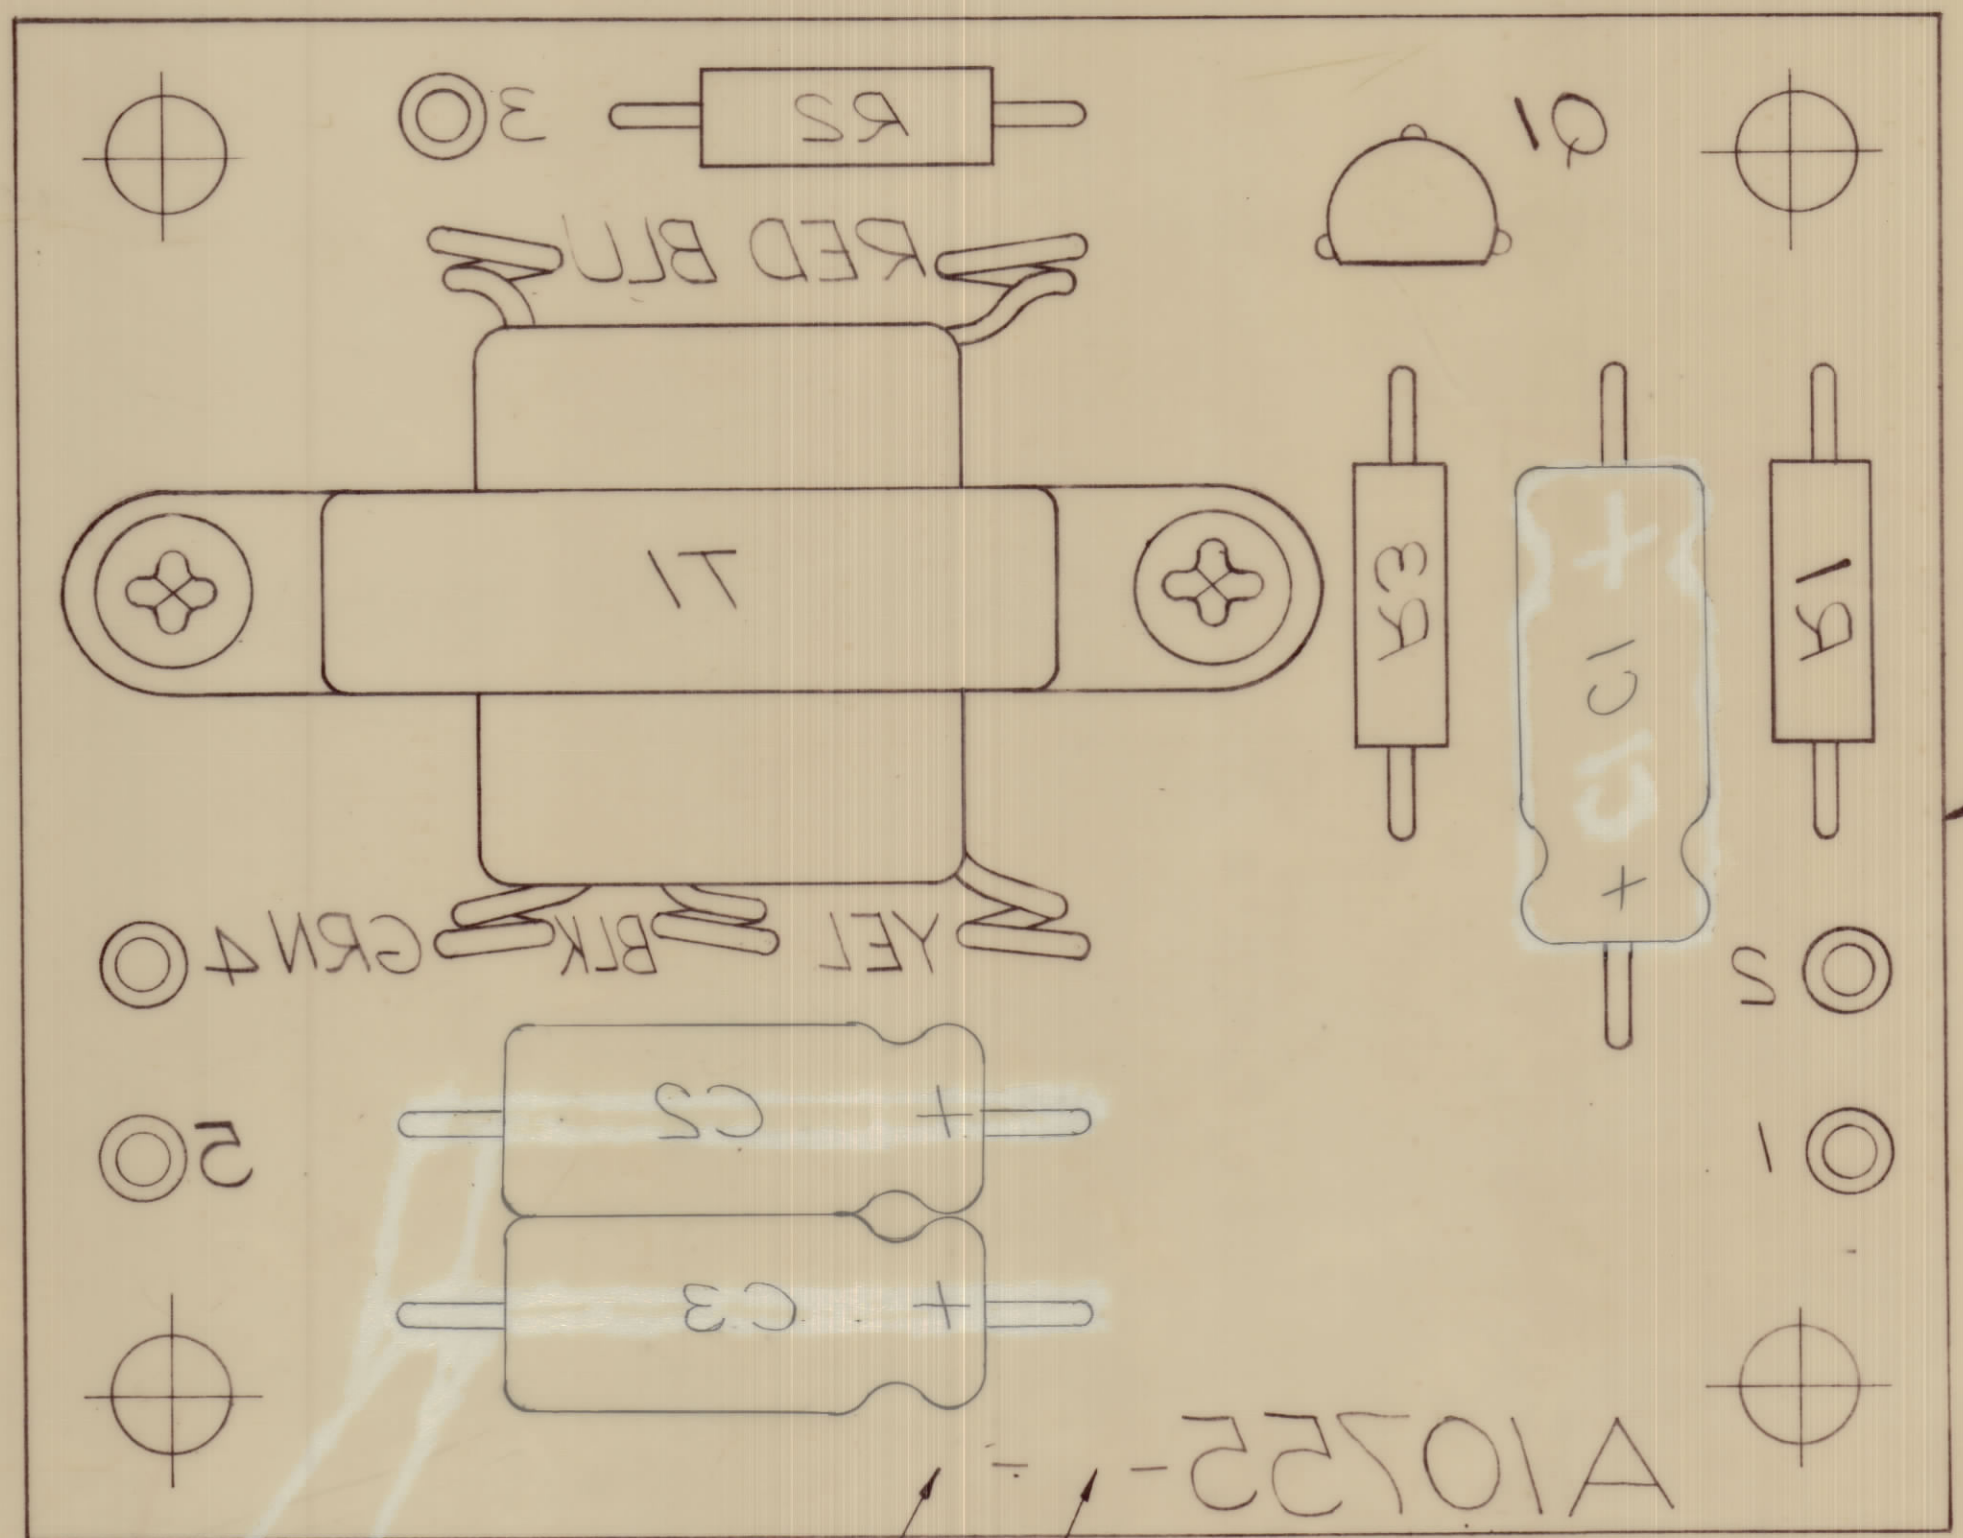 Q1 R2 3
RED BLU
T1
R1
C1 +
C1 +
R3
2 YEL BLK GRN 4
1 + C2 5
+ C3
A10755-